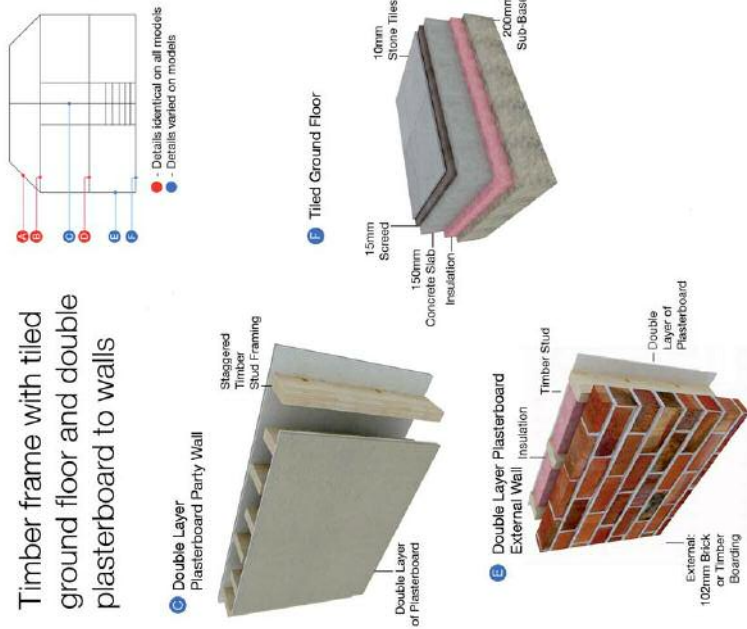 Timber frame with tiled
ground floor and double
plasterboard to walls
A
B
C
D
E
F
- Details identical on all models
- Details varied on models
C Double Layer
Plasterboard Party Wall
Staggered
Timber
Stud Framing
Double Layer
of Plasterboard
F Tiled Ground Floor
15mm
Screed
150mm
Concrete Slab
Insulation
10mm
Stone Tiles
200mm
Sub-Base
E Double Layer Plasterboard
External Wall
Insulation
Timber Stud
Double
Layer of
Plasterboard
External:
102mm Brick
or Timber
Boarding